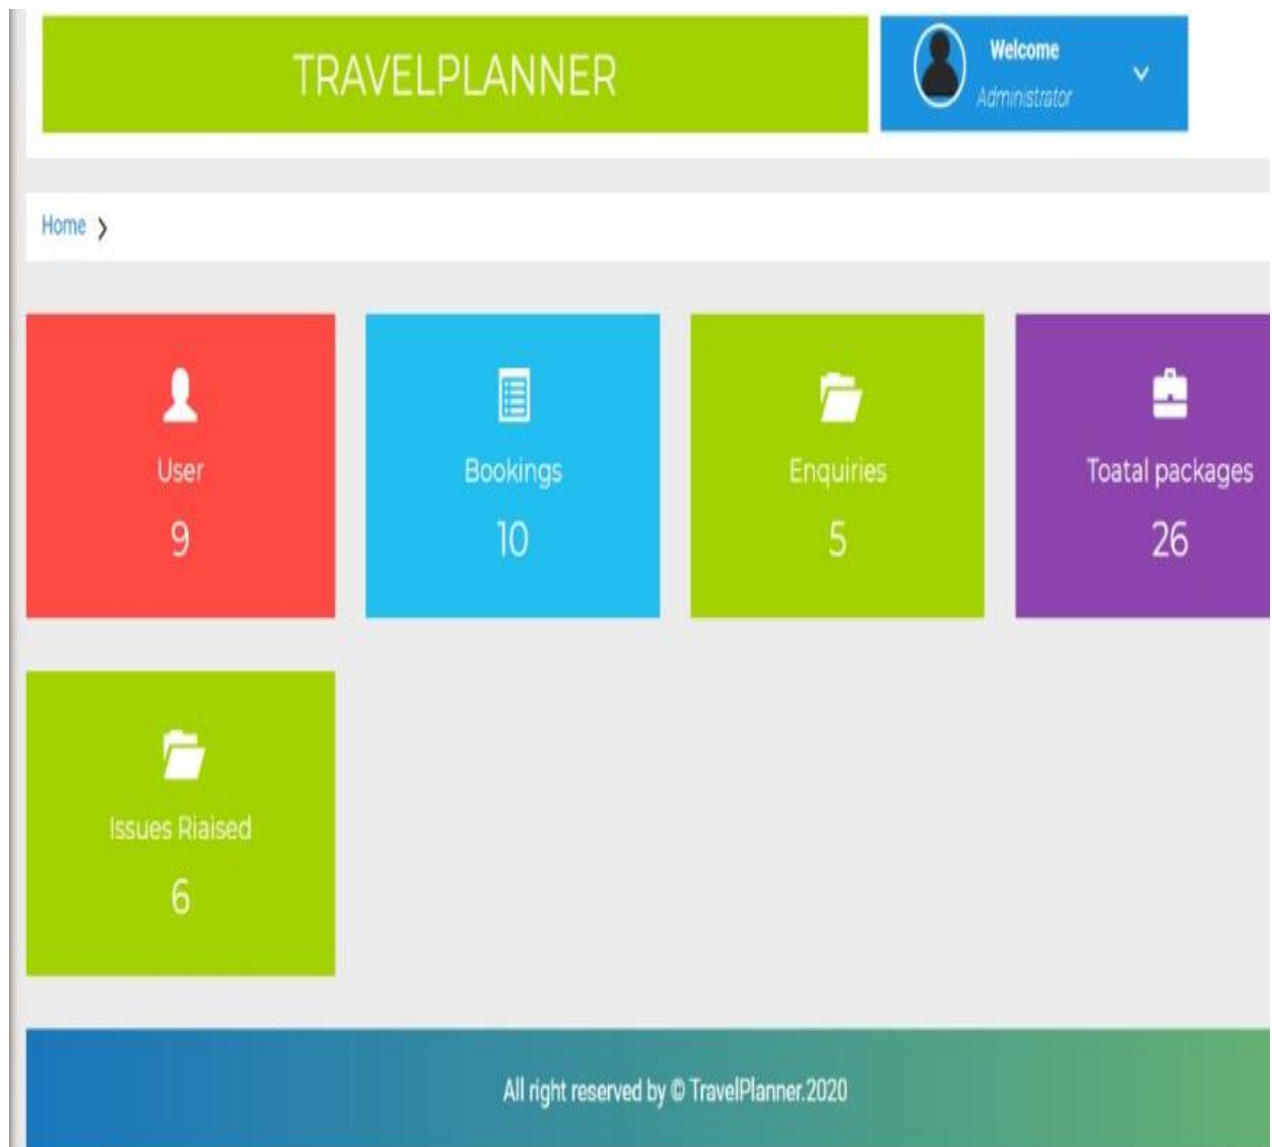 TRAVELPLANNER
Welcome
Administrator
Home
User
9
Bookings
10
Enquiries
5
Toatal packages
26
Issues Riaised
6
All right reserved by © TravelPlanner.2020